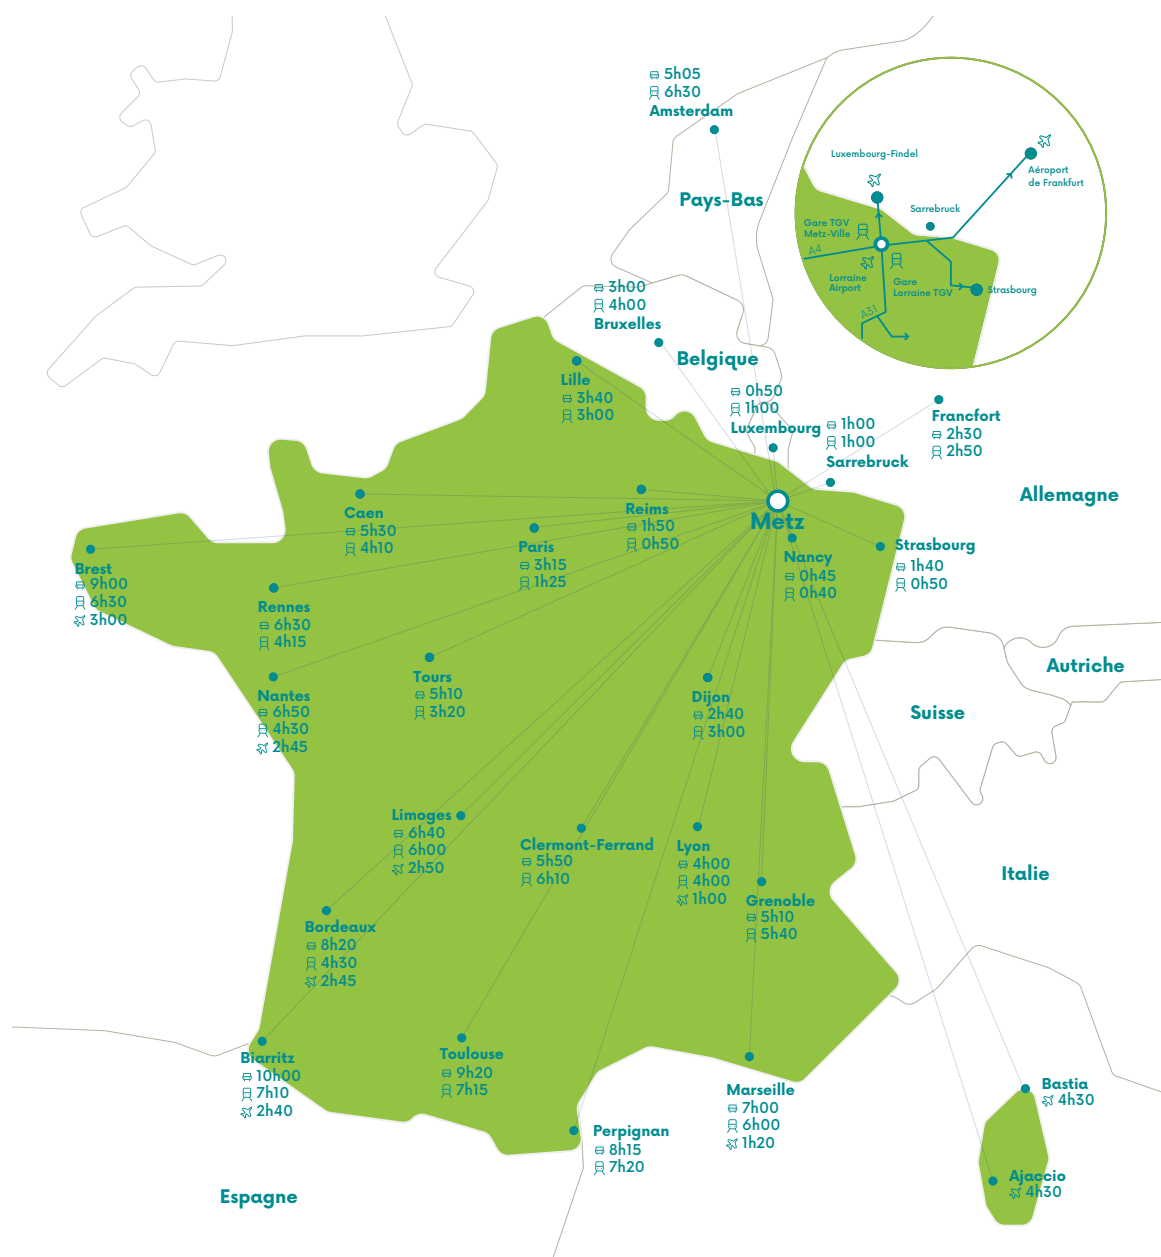 5h05
6h30
Amsterdam
Pays-Bas
Luxembourg-Findel
Aéroport
de Frankfurt
Sarrebruck
Gare TGV
Metz-Ville
A4
Lorraine
Airport
Gare
Lorraine TGV
Strasbourg
A31
3h00
4h00
Bruxelles
Belgique
Lille
3h40
3h00
0h50
1h00
Luxembourg
1h00
1h00
Sarrebruck
Francfort
2h30
2h50
Allemagne
Metz
Caen
5h30
4h10
Reims
1h50
0h50
Paris
3h15
1h25
Nancy
0h45
0h40
Strasbourg
1h40
0h50
Brest
9h00
6h30
3h00
Rennes
6h30
4h15
Nantes
6h50
4h30
2h45
Tours
5h10
3h20
Dijon
2h40
3h00
Autriche
Suisse
Limoges
6h40
6h00
2h50
Clermont-Ferrand
5h50
6h10
Lyon
4h00
4h00
1h00
Grenoble
5h10
5h40
Italie
Bordeaux
8h20
4h30
2h45
Biarritz
10h00
7h10
2h40
Toulouse
9h20
7h15
Marseille
7h00
6h00
1h20
Perpignan
8h15
7h20
Bastia
4h30
Ajaccio
4h30
Espagne